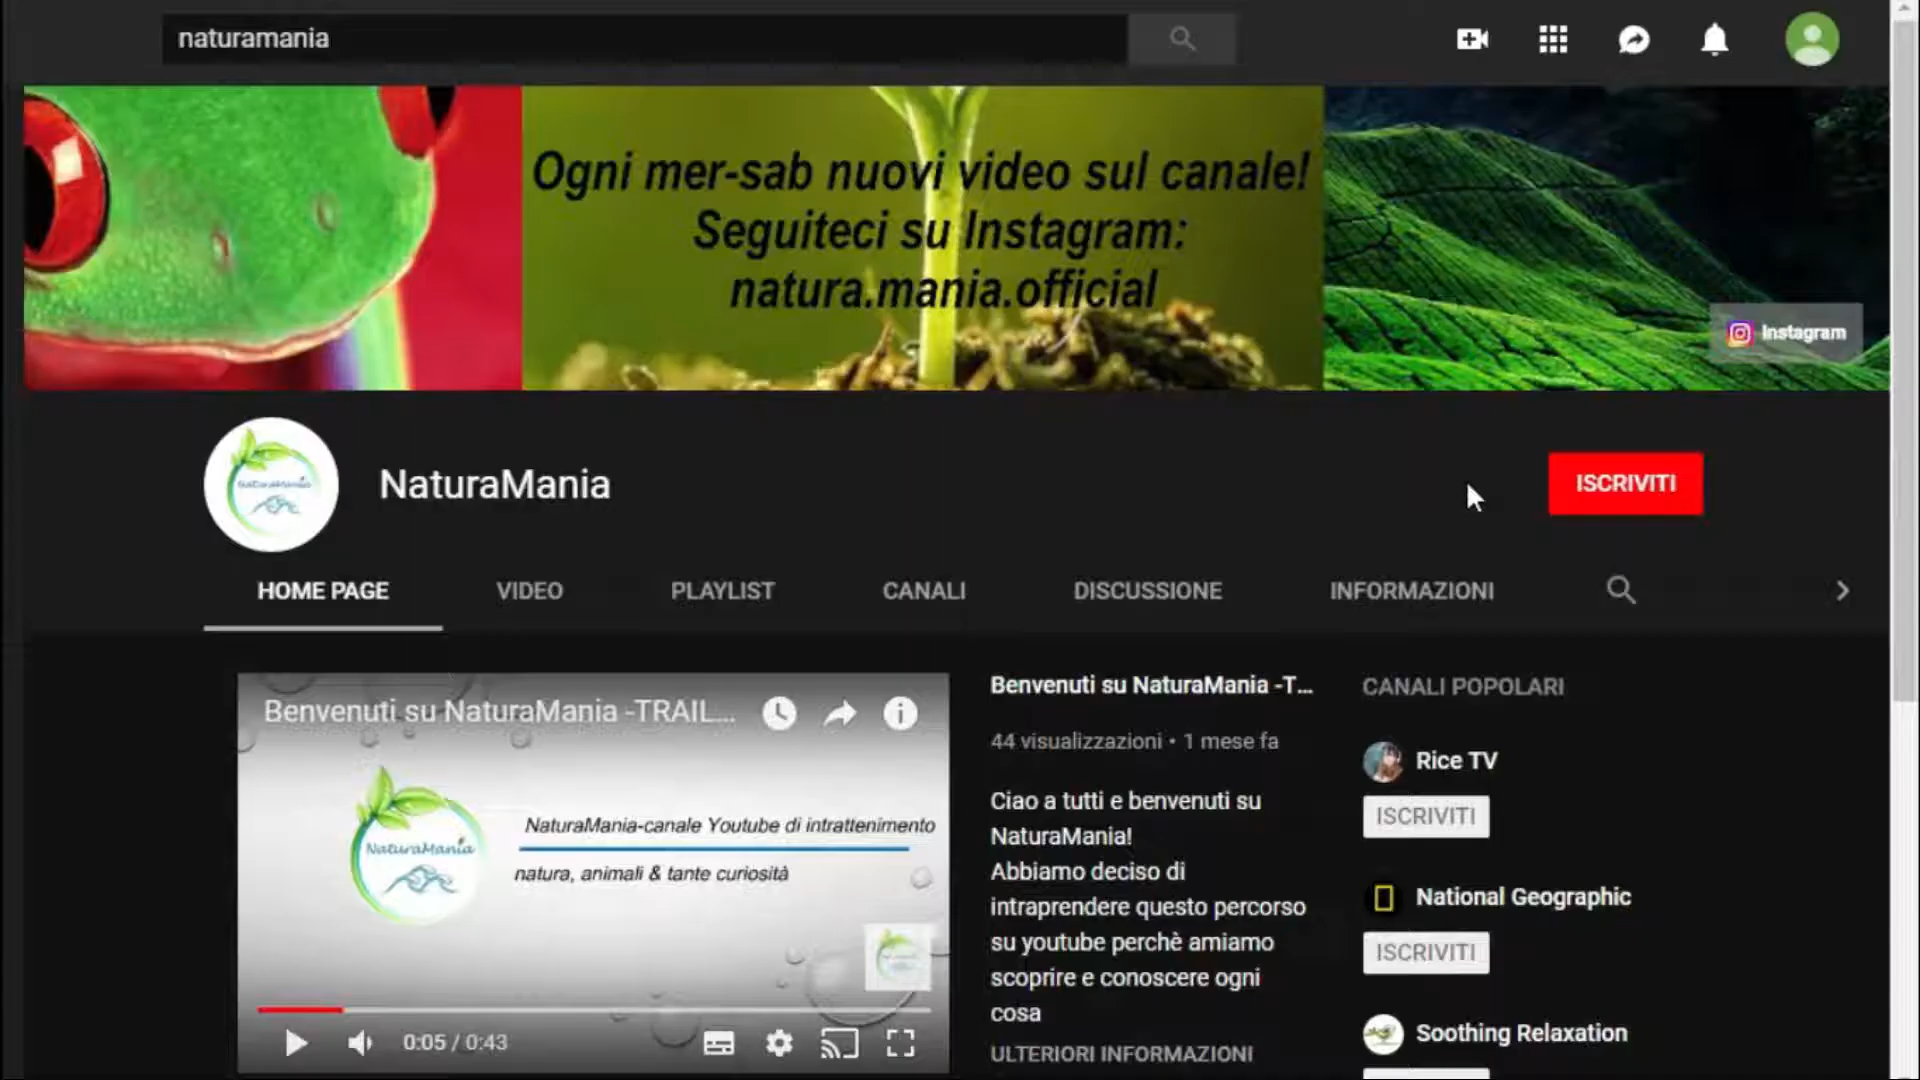 naturamania
Ogni mer-sab nuovi video sul canale!
Seguiteci su Instagram:
natura.mania.official
Instagram
NaturaMania
NaturaMania
ISCRIVITI
HOME PAGE
VIDEO
PLAYLIST
CANALI
DISCUSSIONE
INFORMAZIONI
Benvenuti su NaturaMania -TRAIL...
NaturaMania
NaturaMania-canale Youtube di intrattenimento
natura, animali & tante curiosità
0:05 / 0:43
Benvenuti su NaturaMania -T...
44 visualizzazioni • 1 mese fa
Ciao a tutti e benvenuti su
NaturaMania!
Abbiamo deciso di
intraprendere questo percorso
su youtube perchè amiamo
scoprire e conoscere ogni
cosa
ULTERIORI INFORMAZIONI
CANALI POPOLARI
Rice TV
ISCRIVITI
National Geographic
ISCRIVITI
Soothing Relaxation